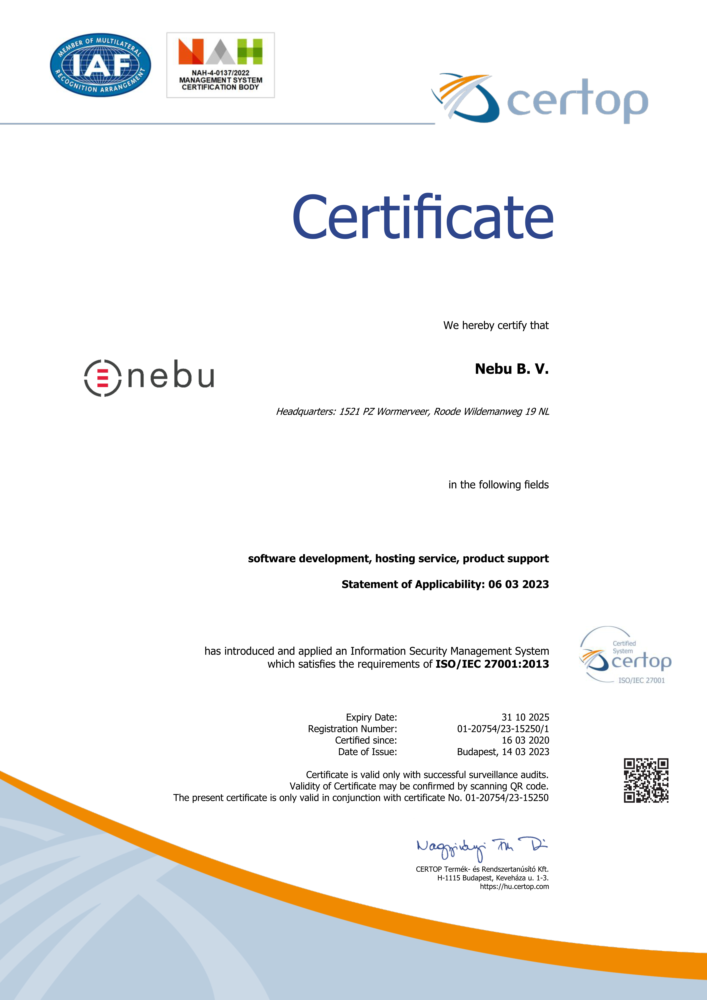 MEMBER OF MULTILATERAL
IAF
RECOGNITION ARRANGEMENT
NAH
NAH-4-0137/2022
MANAGEMENT SYSTEM
CERTIFICATION BODY
certop
Certificate
We hereby certify that
nebu
Nebu B. V.
Headquarters: 1521 PZ Wormerveer, Roode Wildemanweg 19 NL
in the following fields
software development, hosting service, product support
Statement of Applicability: 06 03 2023
has introduced and applied an Information Security Management System
which satisfies the requirements of ISO/IEC 27001:2013
Certified
System
certop
ISO/IEC 27001
Expiry Date: 31 10 2025
Registration Number: 01-20754/23-15250/1
Certified since: 16 03 2020
Date of Issue: Budapest, 14 03 2023
Certificate is valid only with successful surveillance audits.
Validity of Certificate may be confirmed by scanning QR code.
The present certificate is only valid in conjunction with certificate No. 01-20754/23-15250
CERTOP Termék- és Rendszertanúsító Kft.
H-1115 Budapest, Keveháza u. 1-3.
https://hu.certop.com